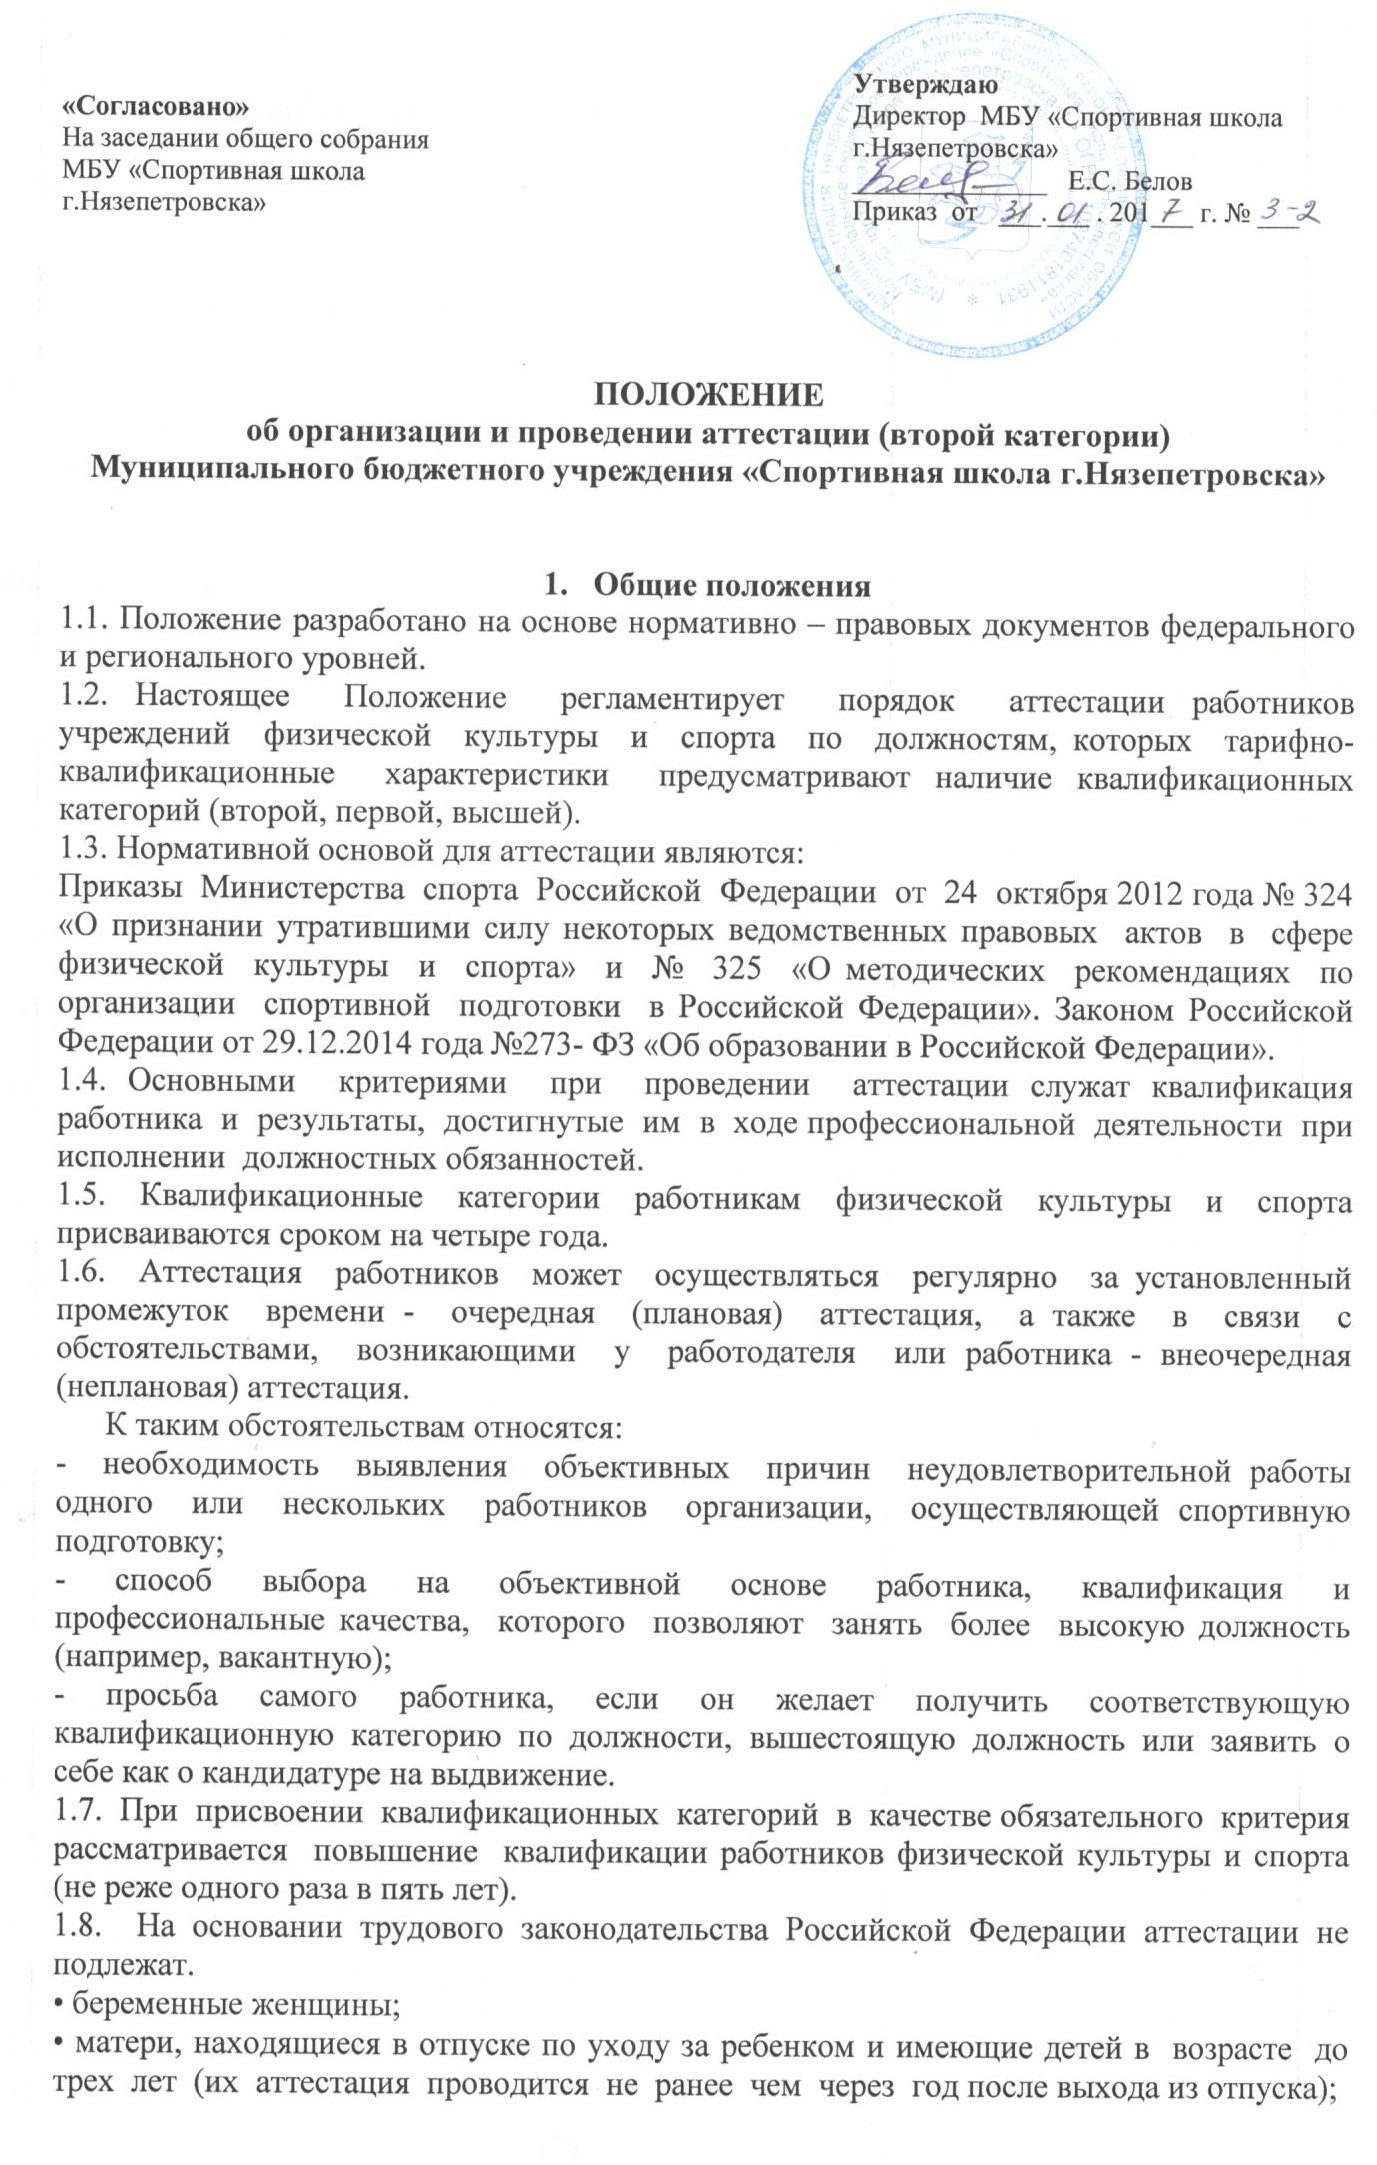 «Согласовано»
На заседании общего собрания
МБУ «Спортивная школа
г.Нязепетровска»
Утверждаю
Директор МБУ «Спортивная школа
г.Нязепетровска»
Е.С. Белов
Приказ от 31.01.2017 г. № 3-2
ПОЛОЖЕНИЕ
об организации и проведении аттестации (второй категории)
Муниципального бюджетного учреждения «Спортивная школа г.Нязепетровска»
1. Общие положения
1.1. Положение разработано на основе нормативно – правовых документов федерального
и регионального уровней.
1.2. Настоящее Положение регламентирует порядок аттестации работников
учреждений физической культуры и спорта по должностям, которых тарифно-
квалификационные характеристики предусматривают наличие квалификационных
категорий (второй, первой, высшей).
1.3. Нормативной основой для аттестации являются:
Приказы Министерства спорта Российской Федерации от 24 октября 2012 года № 324
«О признании утратившими силу некоторых ведомственных правовых актов в сфере
физической культуры и спорта» и № 325 «О методических рекомендациях по
организации спортивной подготовки в Российской Федерации». Законом Российской
Федерации от 29.12.2014 года №273- ФЗ «Об образовании в Российской Федерации».
1.4. Основными критериями при проведении аттестации служат квалификация
работника и результаты, достигнутые им в ходе профессиональной деятельности при
исполнении должностных обязанностей.
1.5. Квалификационные категории работникам физической культуры и спорта
присваиваются сроком на четыре года.
1.6. Аттестация работников может осуществляться регулярно за установленный
промежуток времени - очередная (плановая) аттестация, а также в связи с
обстоятельствами, возникающими у работодателя или работника - внеочередная
(неплановая) аттестация.
К таким обстоятельствам относятся:
- необходимость выявления объективных причин неудовлетворительной работы
одного или нескольких работников организации, осуществляющей спортивную
подготовку;
- способ выбора на объективной основе работника, квалификация и
профессиональные качества, которого позволяют занять более высокую должность
(например, вакантную);
- просьба самого работника, если он желает получить соответствующую
квалификационную категорию по должности, вышестоящую должность или заявить о
себе как о кандидатуре на выдвижение.
1.7. При присвоении квалификационных категорий в качестве обязательного критерия
рассматривается повышение квалификации работников физической культуры и спорта
(не реже одного раза в пять лет).
1.8. На основании трудового законодательства Российской Федерации аттестации не
подлежат.
• беременные женщины;
• матери, находящиеся в отпуске по уходу за ребенком и имеющие детей в возрасте до
трех лет (их аттестация проводится не ранее чем через год после выхода из отпуска);